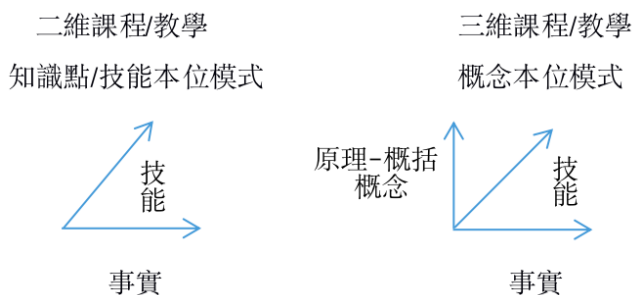 二維課程/教學
知識點/技能本位模式
技能
事實
三維課程/教學
概念本位模式
原理-概括
概念
技能
事實